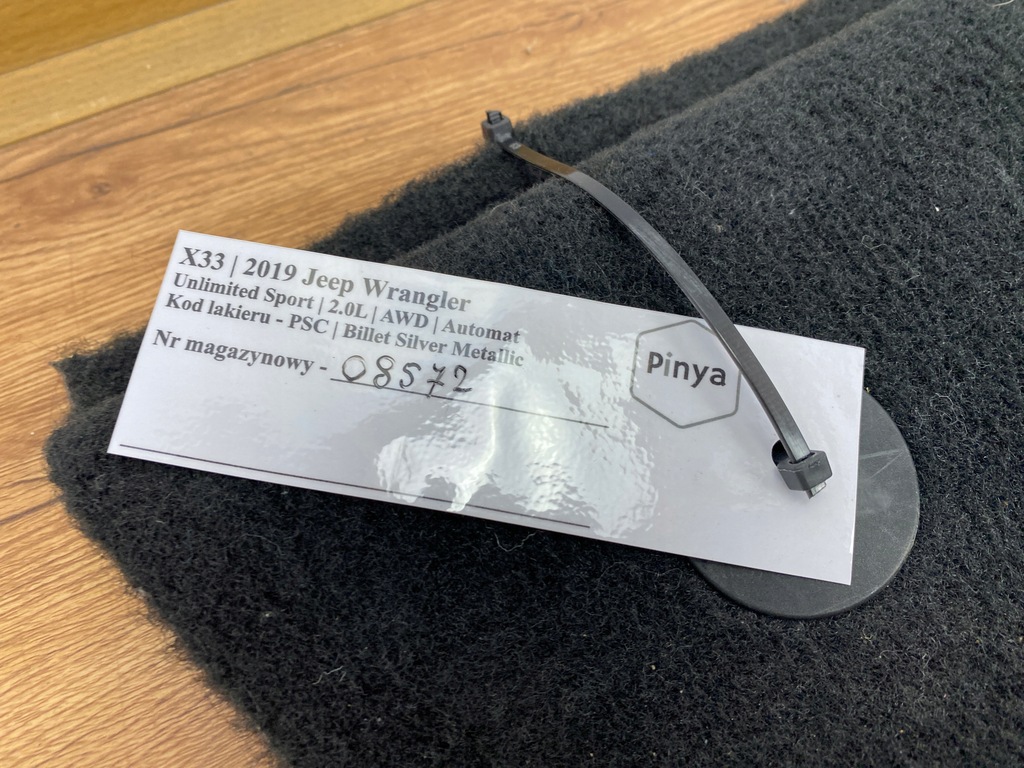 X33 | 2019 Jeep Wrangler
Unlimited Sport | 2.0L | AWD | Automat
Kod lakieru - PSC | Billet Silver Metallic
Nr magazynowy - 08572
Pinya